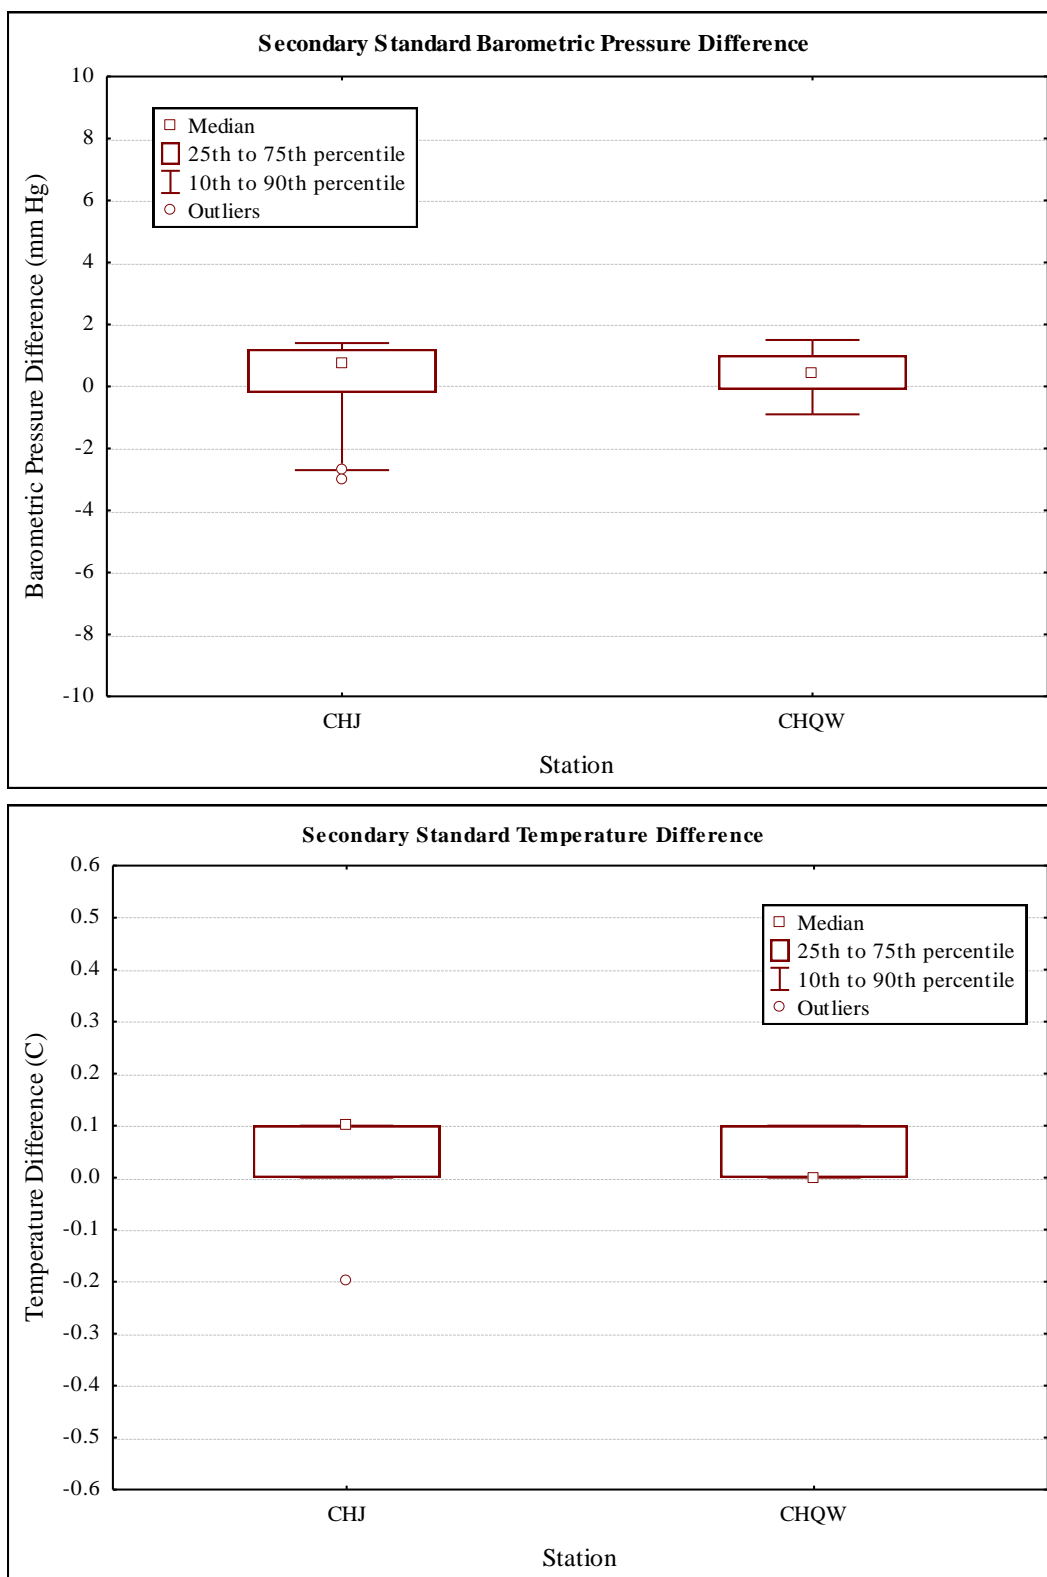 Secondary Standard Barometric Pressure Difference
10
8
6
4
2
0
-2
-4
-6
-8
-10
Barometric Pressure Difference (mm Hg)
Median
25th to 75th percentile
10th to 90th percentile
Outliers
CHJ
CHQW
Station
Secondary Standard Temperature Difference
0.6
0.5
0.4
0.3
0.2
0.1
0.0
-0.1
-0.2
-0.3
-0.4
-0.5
-0.6
Temperature Difference (C)
Median
25th to 75th percentile
10th to 90th percentile
Outliers
CHJ
CHQW
Station